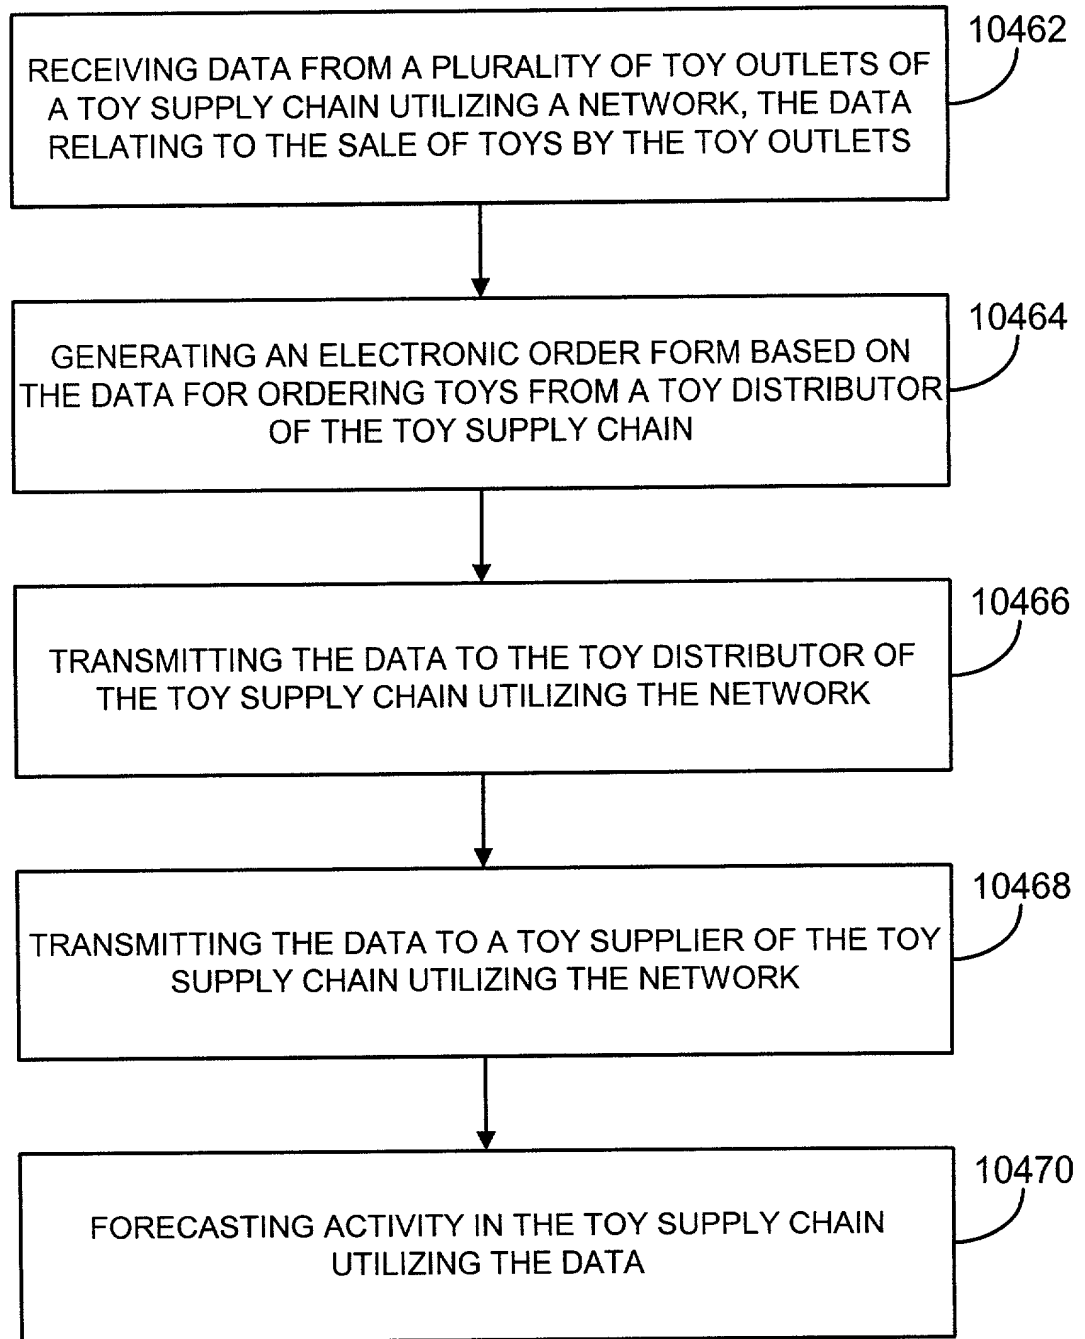 10462
RECEIVING DATA FROM A PLURALITY OF TOY OUTLETS OF
A TOY SUPPLY CHAIN UTILIZING A NETWORK, THE DATA
RELATING TO THE SALE OF TOYS BY THE TOY OUTLETS
10464
GENERATING AN ELECTRONIC ORDER FORM BASED ON
THE DATA FOR ORDERING TOYS FROM A TOY DISTRIBUTOR
OF THE TOY SUPPLY CHAIN
10466
TRANSMITTING THE DATA TO THE TOY DISTRIBUTOR OF
THE TOY SUPPLY CHAIN UTILIZING THE NETWORK
10468
TRANSMITTING THE DATA TO A TOY SUPPLIER OF THE TOY
SUPPLY CHAIN UTILIZING THE NETWORK
10470
FORECASTING ACTIVITY IN THE TOY SUPPLY CHAIN
UTILIZING THE DATA